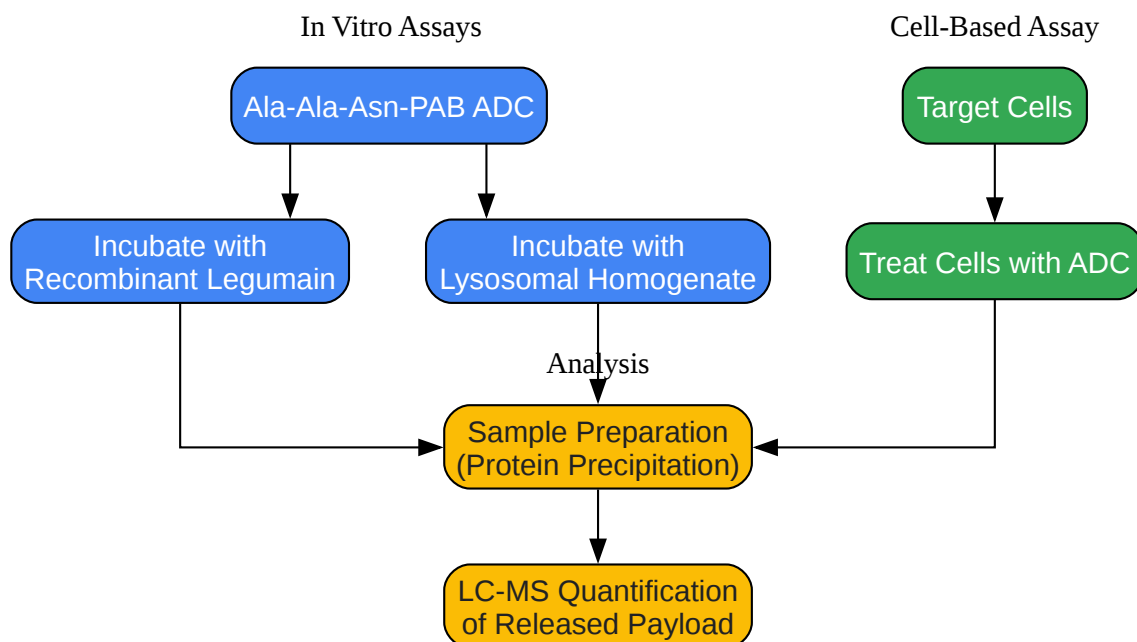 In Vitro Assays
Cell-Based Assay
Ala-Ala-Asn-PAB ADC
Target Cells
Incubate with
Recombinant Legumain
Incubate with
Lysosomal Homogenate
Treat Cells with ADC
Analysis
Sample Preparation
(Protein Precipitation)
LC-MS Quantification
of Released Payload